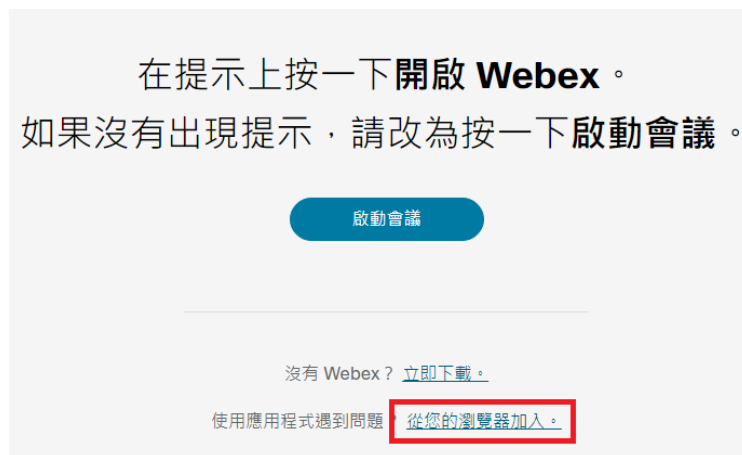 在提示上按一下開啟 Webex。
如果沒有出現提示，請改為按一下啟動會議。
啟動會議
沒有 Webex？ 立即下載。
使用應用程式遇到問題？ 從您的瀏覽器加入。